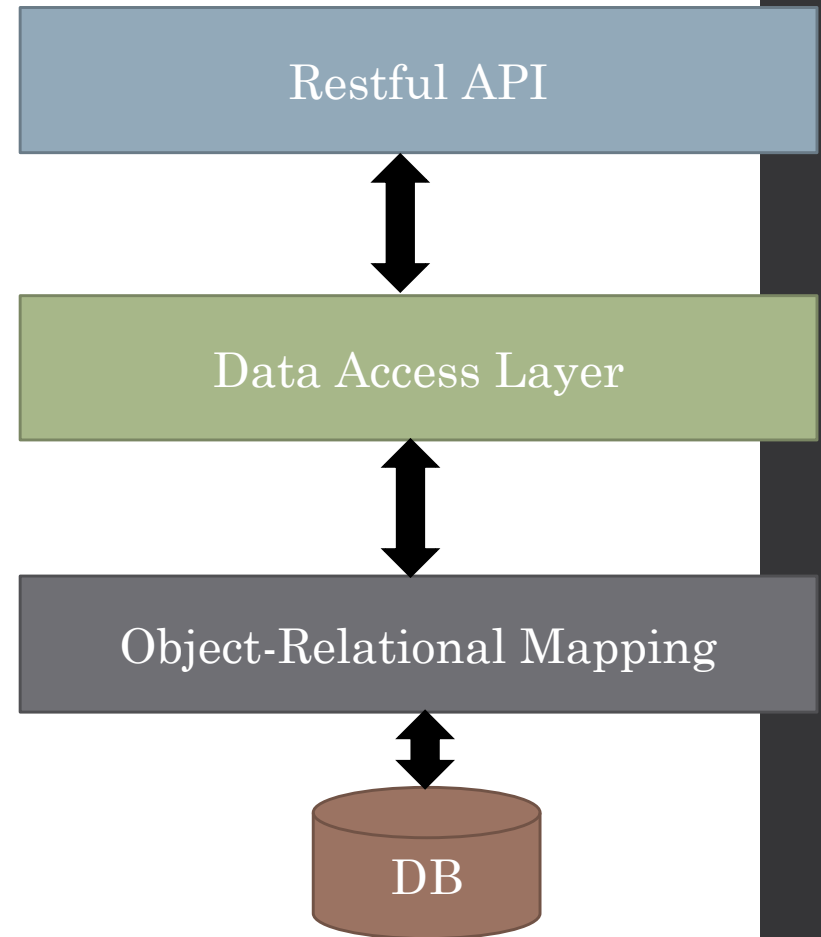 Restful API
Data Access Layer
Object-Relational Mapping
DB